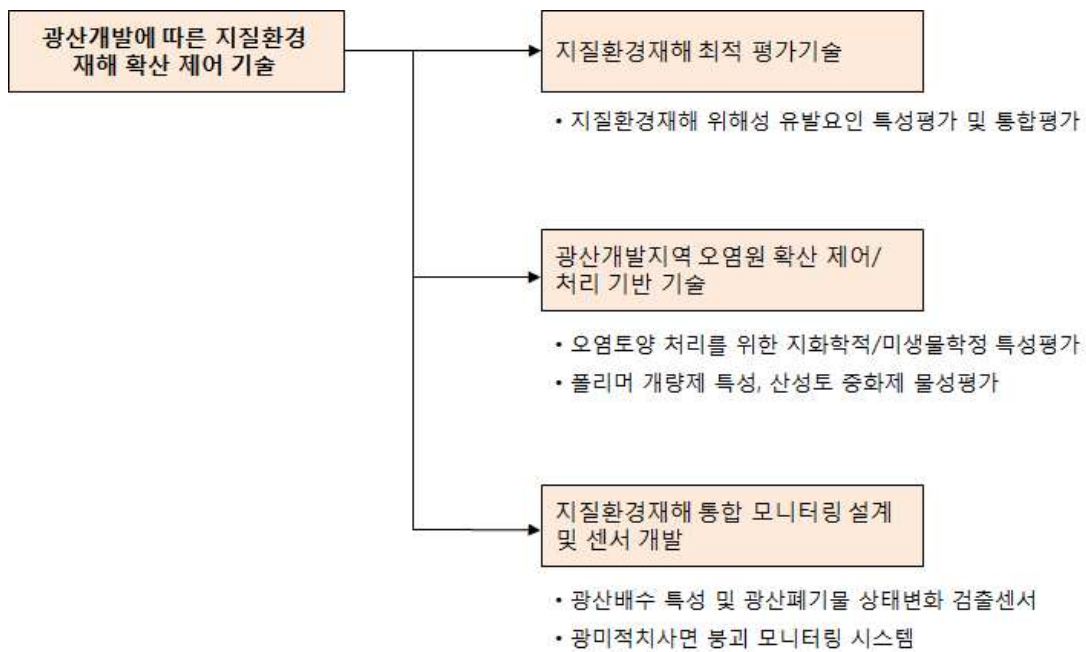 광산개발에 따른 지질환경
재해 확산 제어 기술
지질환경재해 최적 평가기술
• 지질환경재해 위해성 유발요인 특성평가 및 통합평가
광산개발지역 오염원 확산 제어/
처리 기반 기술
• 오염토양 처리를 위한 지화학적/미생물학정 특성평가
• 폴리머 개량제 특성, 산성토 중화제 물성평가
지질환경재해 통합 모니터링 설계
및 센서 개발
• 광산배수 특성 및 광산폐기물 상태변화 검출센서
• 광미적치사면 붕괴 모니터링 시스템